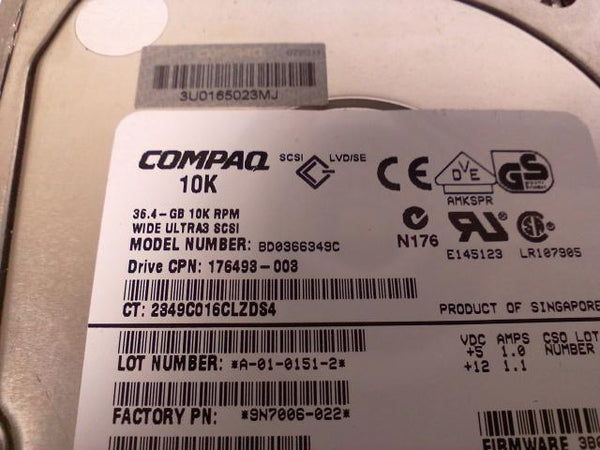 3U0165023MJ
COMPAQ
10K
SCSI LVD/SE
CE
DVE
GS
AMKSPR
36.4-GB 10K RPM
WIDE ULTRA3 SCSI
MODEL NUMBER: BD0366349C
N176
E145123
LR107905
Drive CPN: 176493-003
CT: 2349C016CLZDS4
PRODUCT OF SINGAPORE
VDC AMPS CSO LOT
+5 1.0 NUMBER
+12 1.1
LOT NUMBER: *A-01-0151-2*
FACTORY PN: *9N7006-022*
FIRMWARE